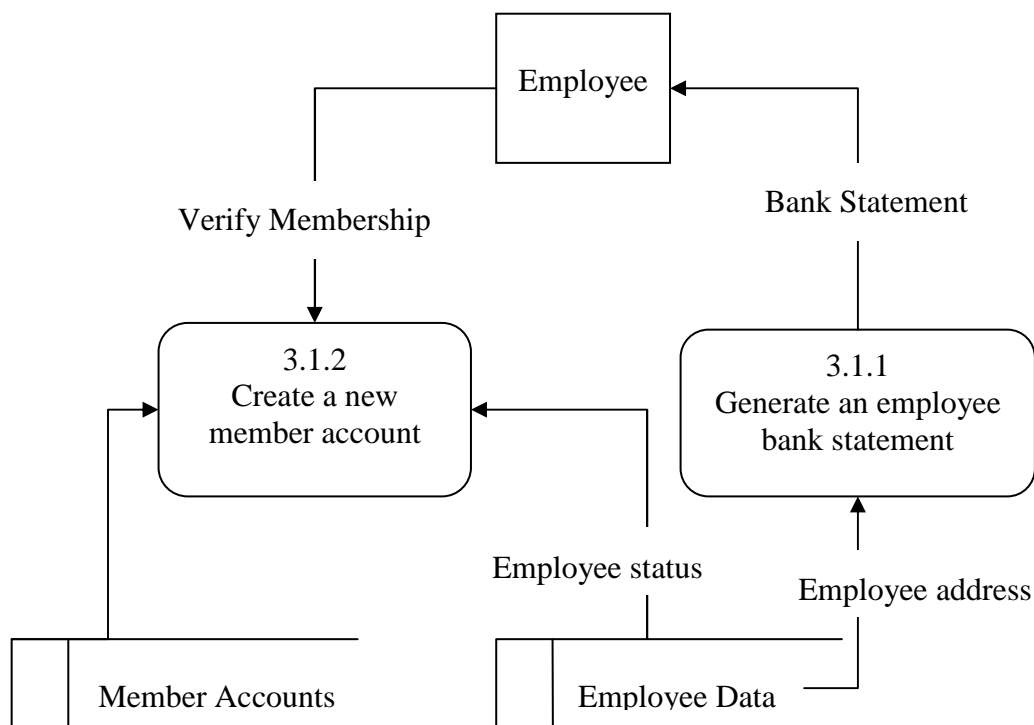 Employee
Bank Statement
Verify Membership
3.1.2
Create a new
member account
3.1.1
Generate an employee
bank statement
Employee status
Employee address
Member Accounts
Employee Data